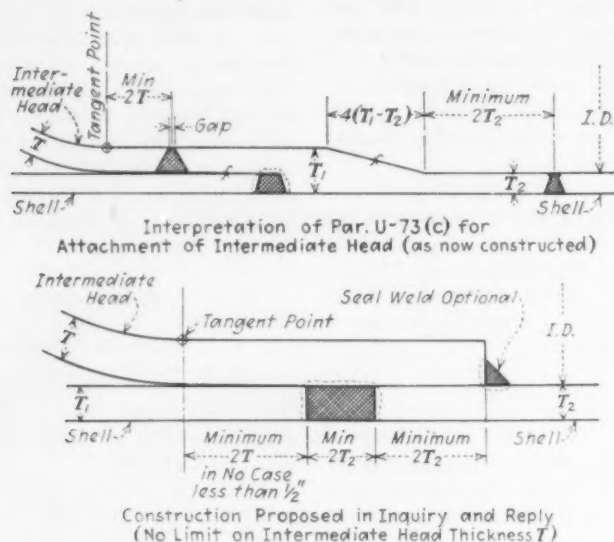 Tangent Point
Inter-
mediate
Head
Min
2T
Gap
4(T₁-T₂)
Minimum
2T₂
I.D.
T
T₁
T₂
Shell
Shell
Interpretation of Par. U-73(c) for
Attachment of Intermediate Head (as now constructed)
Intermediate
Head
Tangent Point
Seal Weld Optional
I.D.
T
T₁
T₂
Shell
Minimum
2T
in No Case
less than ½"
Min
2T₂
Minimum
2T₂
Shell
Construction Proposed in Inquiry and Reply
(No Limit on Intermediate Head Thickness T)